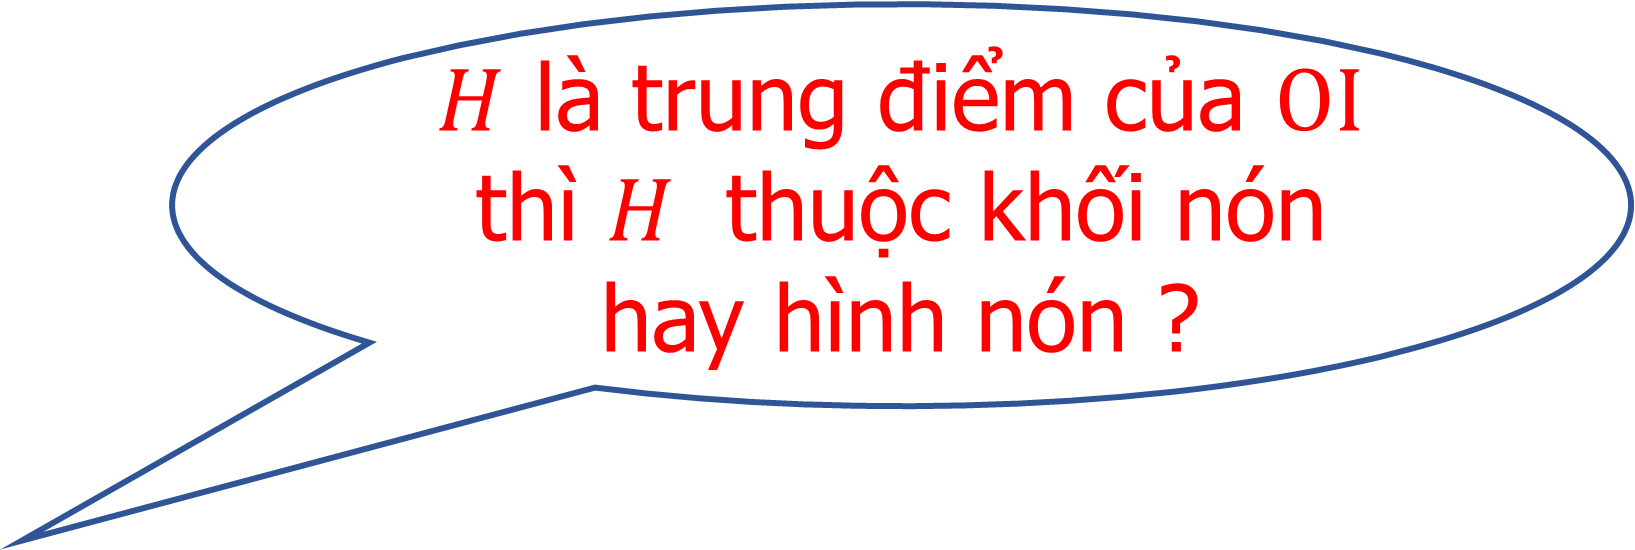 H là trung điểm của OI
thì H thuộc khối nón
hay hình nón ?